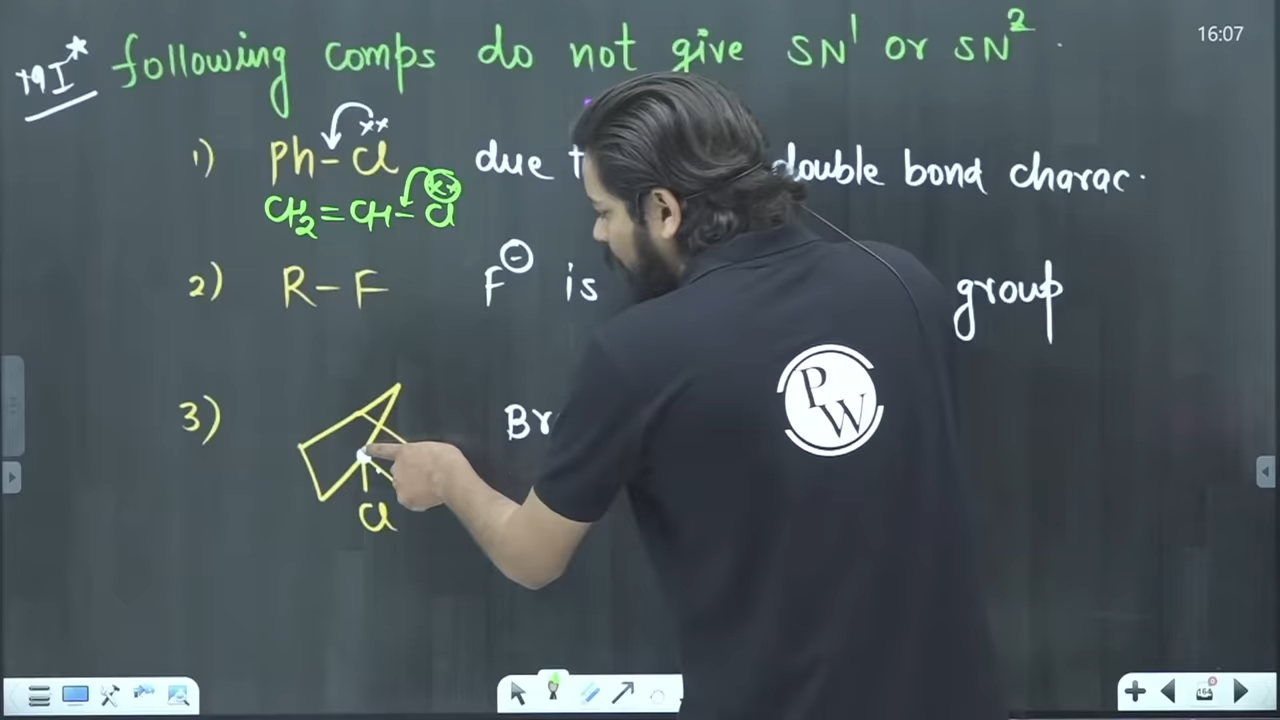 16:07
MI* following comps do not give SN¹ or SN² .
1) Ph-Cl due double bond charac.
CH₂=CH-Cl
2) R-F F⊖ is group
3) Br
Cl
PW